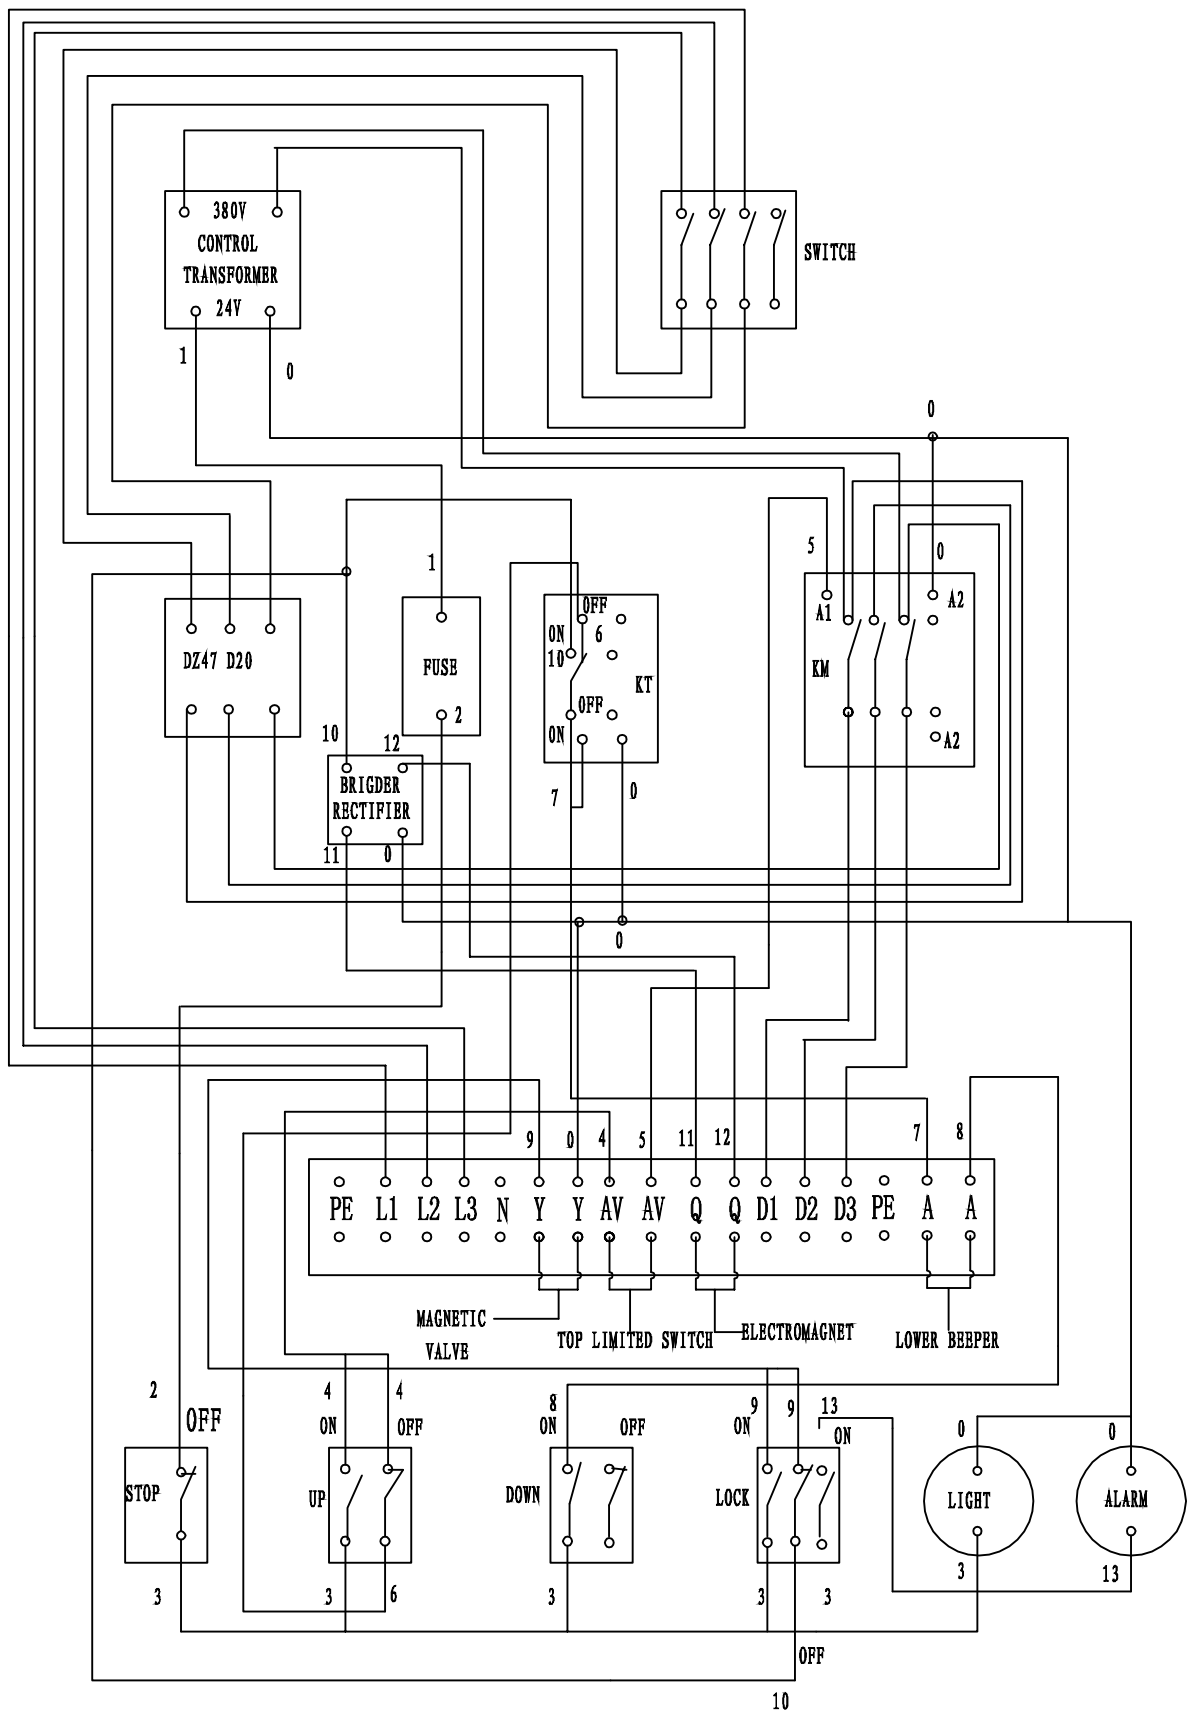 380V
CONTROL
TRANSFORMER
24V
SWITCH
1
0
0
5
0
1
A1
A2
OFF
ON
6
10
KT
DZ47 D20
FUSE
KM
OFF
2
ON
A2
10
12
BRIGDER
RECTIFIER
7
0
11
0
0
9
0
4
5
11
12
7
8
PE L1 L2 L3 N Y Y AV AV Q Q D1 D2 D3 PE A A
MAGNETIC
VALVE
TOP LIMITED SWITCH
ELECTROMAGNET
LOWER BEEPER
2
4
4
8
9
9
13
OFF
ON
OFF
ON
OFF
ON
ON
0
0
STOP
UP
DOWN
LOCK
LIGHT
ALARM
3
3
6
3
3
3
3
13
OFF
10